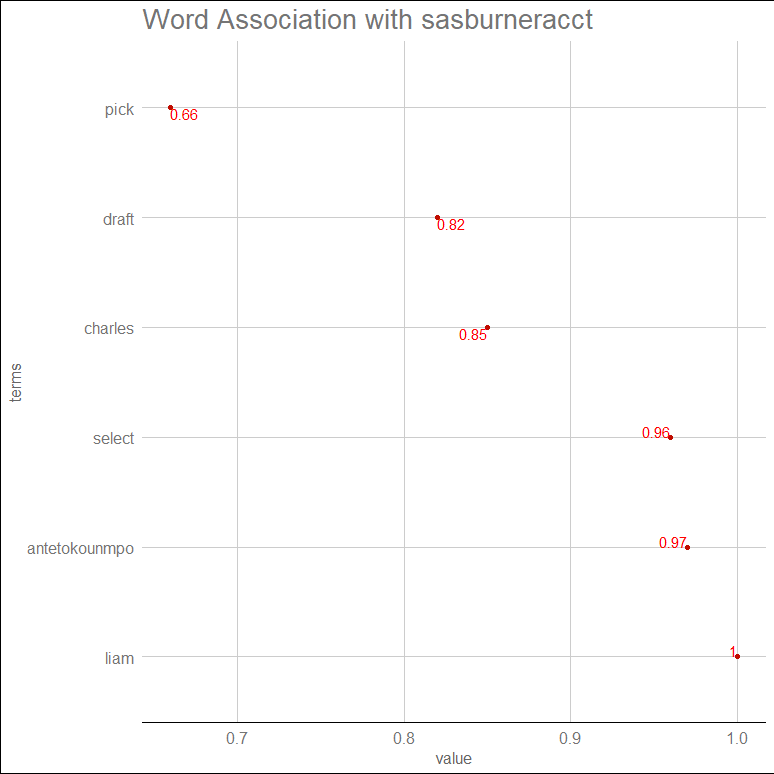 Word Association with sasburneracct
pick
0.66
draft
0.82
charles
0.85
select
0.96
antetokounmpo
0.97
liam
1
terms
0.7 0.8 0.9 1.0
value